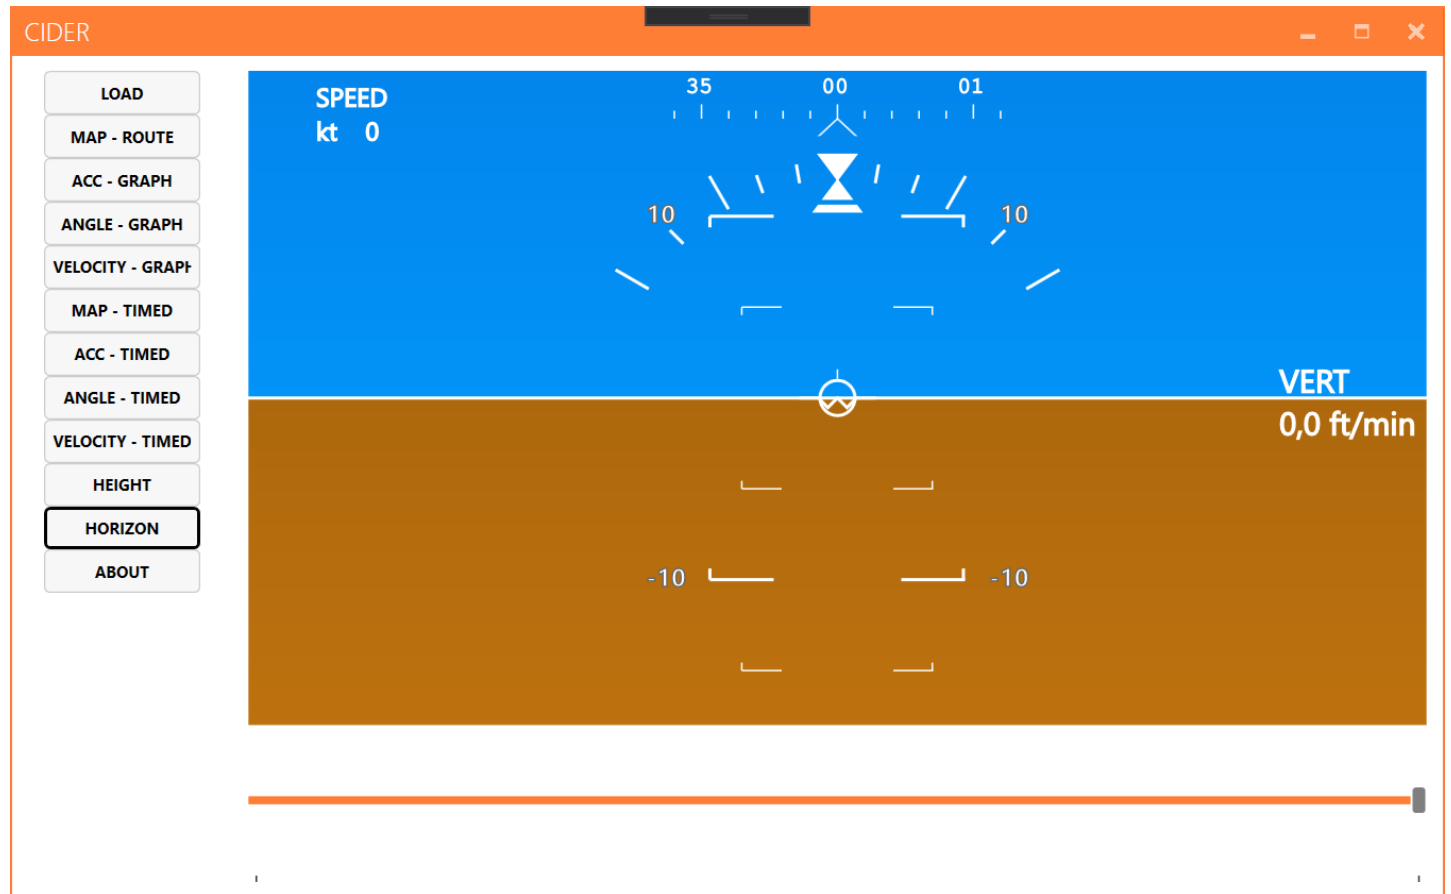 CIDER
LOAD
MAP - ROUTE
ACC - GRAPH
ANGLE - GRAPH
VELOCITY - GRAPH
MAP - TIMED
ACC - TIMED
ANGLE - TIMED
VELOCITY - TIMED
HEIGHT
HORIZON
ABOUT
SPEED
kt 0
35 00 01
10 10
VERT
0,0 ft/min
-10 -10